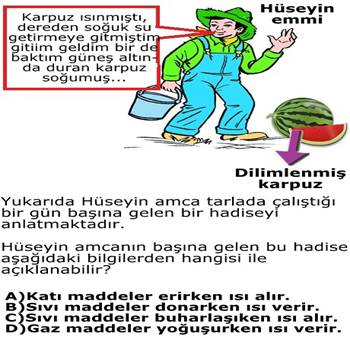 Karpuz ısınmıştı,
dereden soğuk su
getirmeye gitmiştim
gitiim geldim bir de
baktım güneş altın-
da duran karpuz
soğumuş...
Hüseyin
emmi
Dilimlenmiş
karpuz
Yukarıda Hüseyin amca tarlada çalıştığı
bir gün başına gelen bir hadiseyi
anlatmaktadır.
Hüseyin amcanın başına gelen bu hadise
aşağıdaki bilgilerden hangisi ile
açıklanabilir?
A)Katı maddeler erirken ısı alır.
B)Sıvı maddeler donarken ısı verir.
C)Sıvı maddeler buharlaşıken ısı alır.
D)Gaz maddeler yoğuşurken ısı verir.